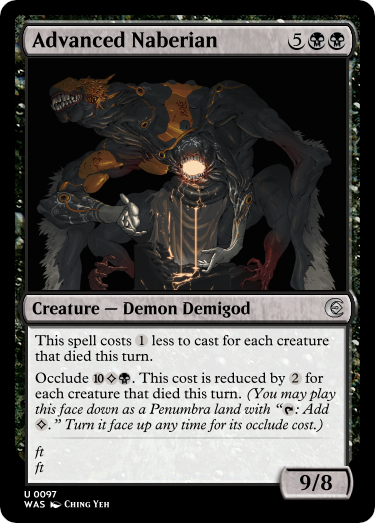 Advanced Naberian 5
Creature — Demon Demigod
This spell costs 1 less to cast for each creature
that died this turn.
Occlude 10. This cost is reduced by 2 for
each creature that died this turn. (You may play
this face down as a Penumbra land with “: Add
.” Turn it face up any time for its occlude cost.)
ft
ft
9/8
U 0097
WAS Ching Yeh